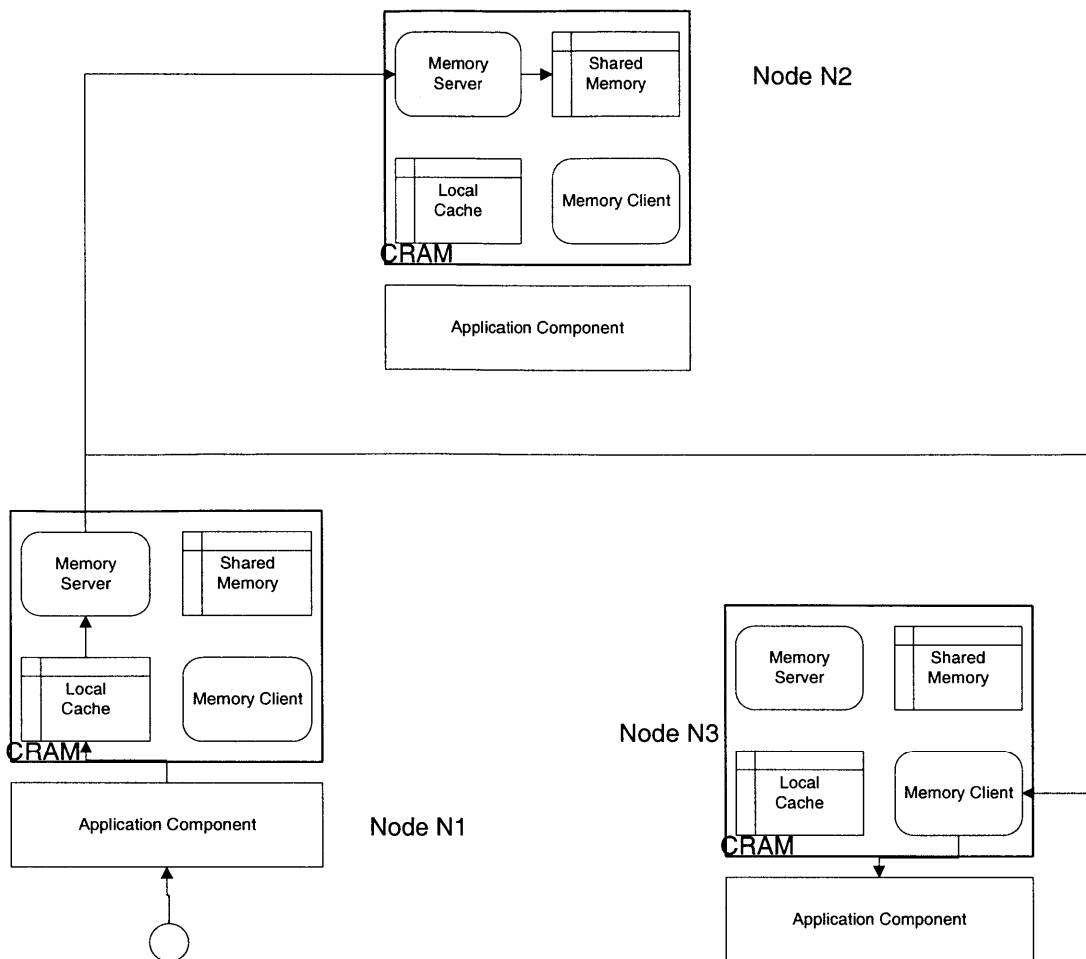 Memory
Server
Shared
Memory
Node N2
Local
Cache
Memory Client
CRAM
Application Component
Memory
Server
Shared
Memory
Local
Cache
Memory Client
CRAM
Application Component
Node N1
Memory
Server
Shared
Memory
Node N3
Local
Cache
Memory Client
CRAM
Application Component